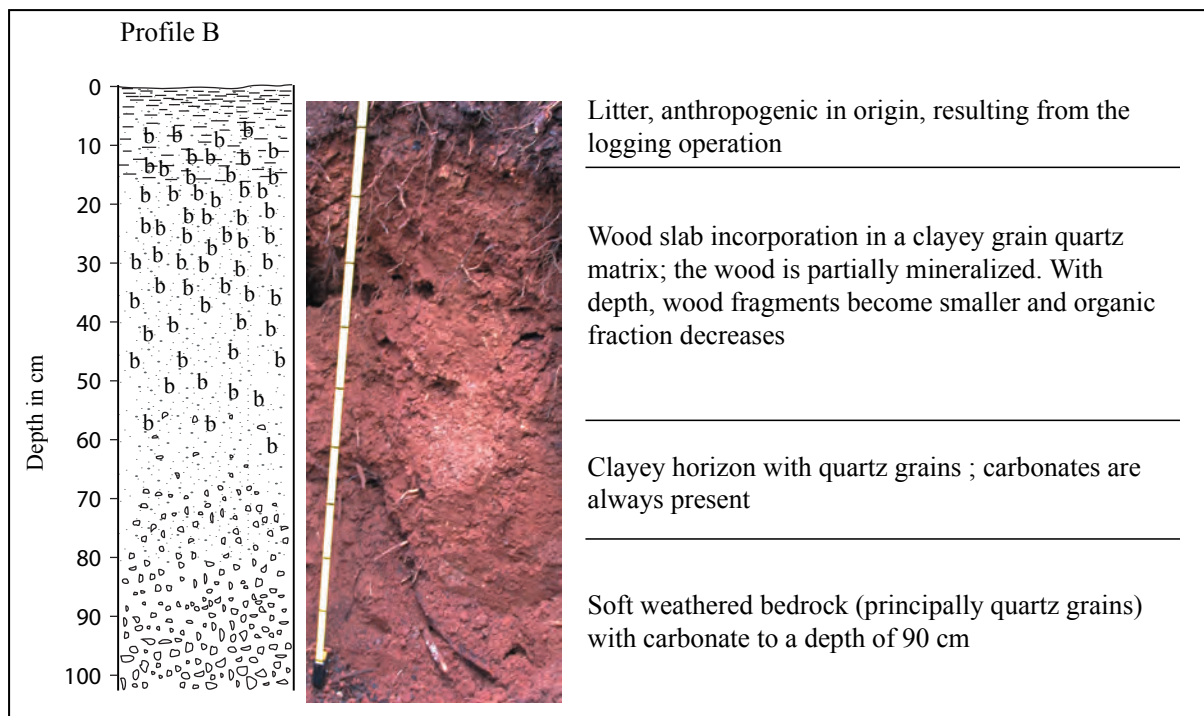 Profile B
Depth in cm
0
10
20
30
40
50
60
70
80
90
100
b b b
b
b b b
b b b
b b b b
b b b b b
b b b b
b b b
b b b b
b b b b
b b b b
b b b b b
b b b b
b b b b
b b b
b b b
b b b
b b
b b
b b
b
Litter, anthropogenic in origin, resulting from the
logging operation
Wood slab incorporation in a clayey grain quartz
matrix; the wood is partially mineralized. With
depth, wood fragments become smaller and organic
fraction decreases
Clayey horizon with quartz grains ; carbonates are
always present
Soft weathered bedrock (principally quartz grains)
with carbonate to a depth of 90 cm